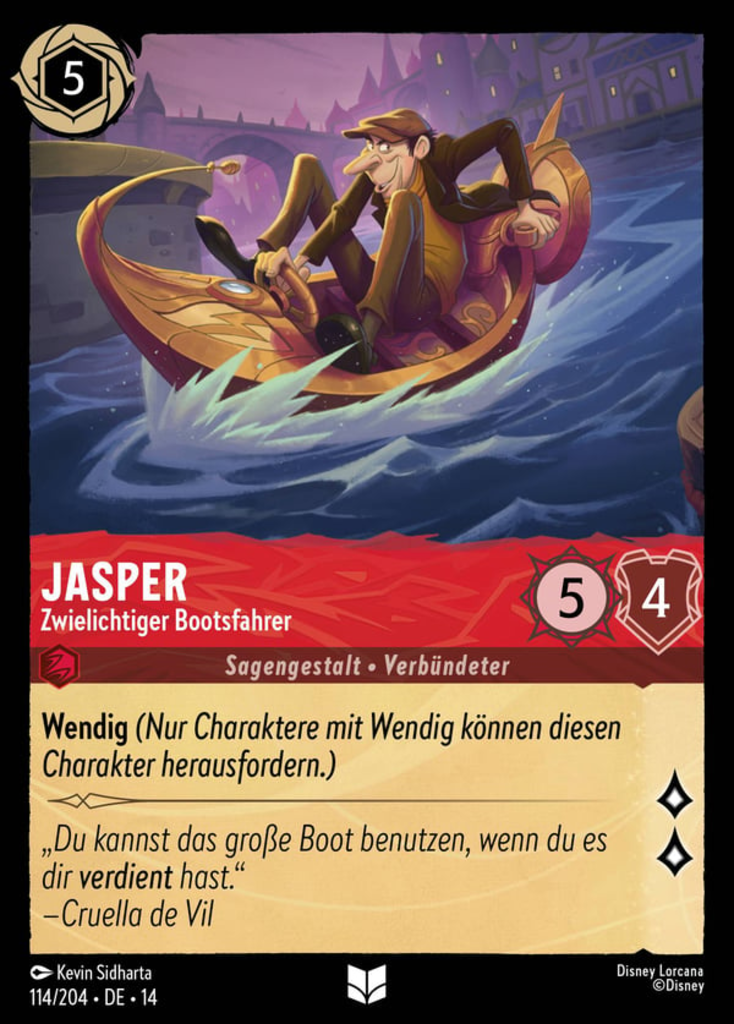 5
JASPER
Zwielichtiger Bootsfahrer
5
4
Sagengestalt • Verbündeter
Wendig (Nur Charaktere mit Wendig können diesen
Charakter herausfordern.)
„Du kannst das große Boot benutzen, wenn du es
dir verdient hast.“
–Cruella de Vil
Kevin Sidharta
114/204 • DE • 14
Disney Lorcana
©Disney